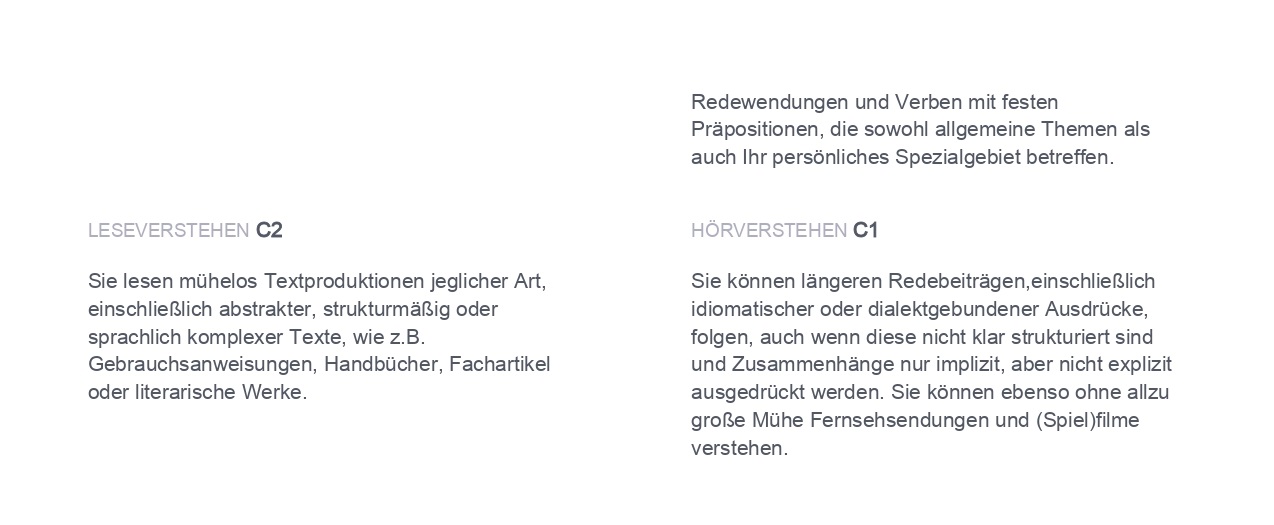 Redewendungen und Verben mit festen
Präpositionen, die sowohl allgemeine Themen als
auch Ihr persönliches Spezialgebiet betreffen.
LESEVERSTEHEN C2
Sie lesen mühelos Textproduktionen jeglicher Art,
einschließlich abstrakter, strukturmäßig oder
sprachlich komplexer Texte, wie z.B.
Gebrauchsanweisungen, Handbücher, Fachartikel
oder literarische Werke.
HÖRVERSTEHEN C1
Sie können längeren Redebeiträgen,einschließlich
idiomatischer oder dialektgebundener Ausdrücke,
folgen, auch wenn diese nicht klar strukturiert sind
und Zusammenhänge nur implizit, aber nicht explizit
ausgedrückt werden. Sie können ebenso ohne allzu
große Mühe Fernsehsendungen und (Spiel)filme
verstehen.